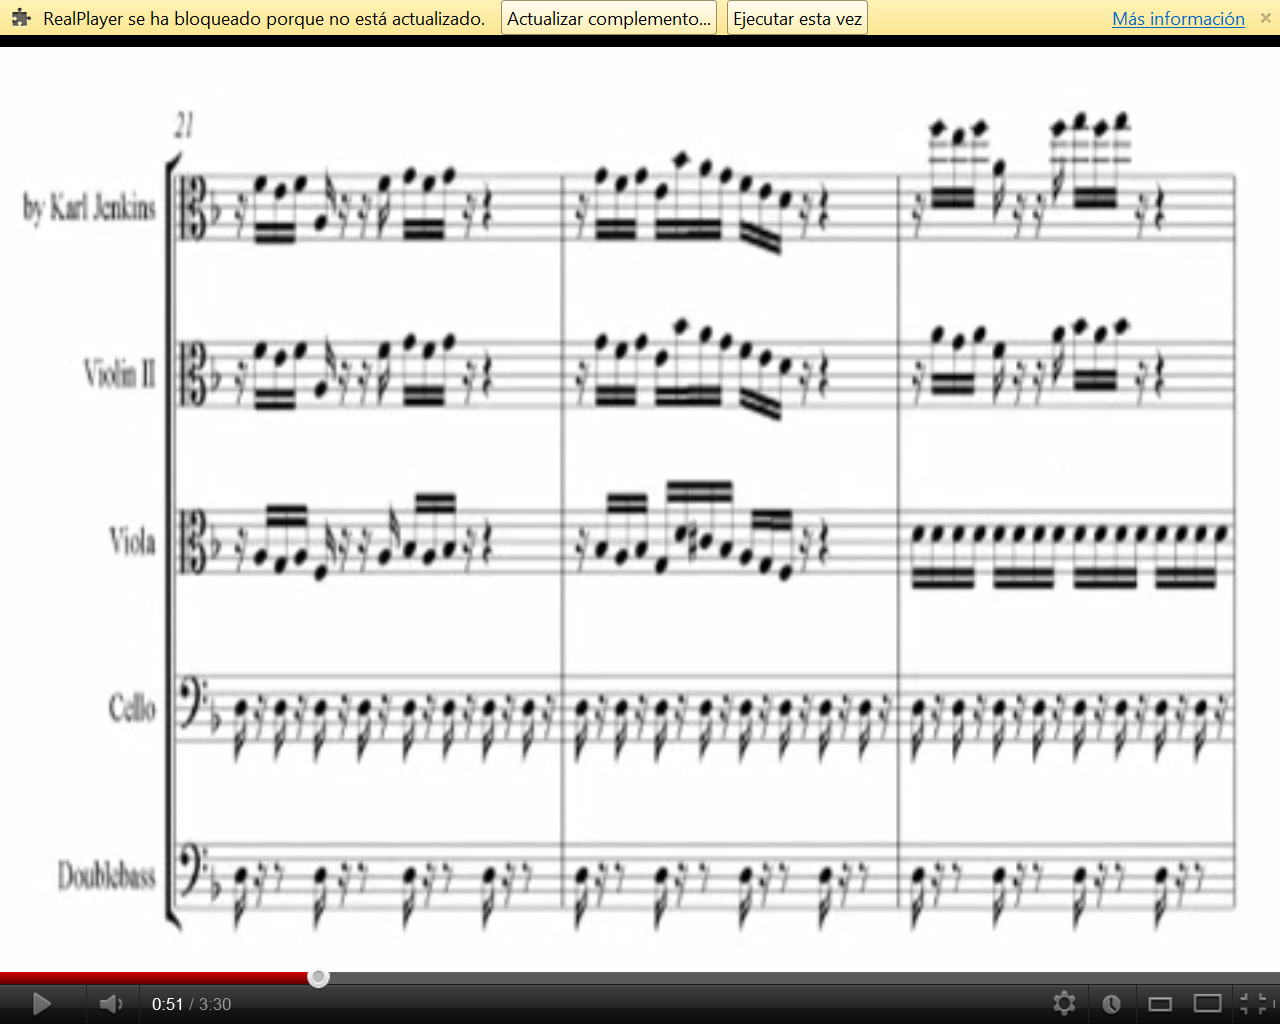 RealPlayer se ha bloqueado porque no está actualizado. Actualizar complemento... Ejecutar esta vez Más información
21
by Karl Jenkins
Violin II
Viola
Cello
Doublebass
0:51 / 3:30